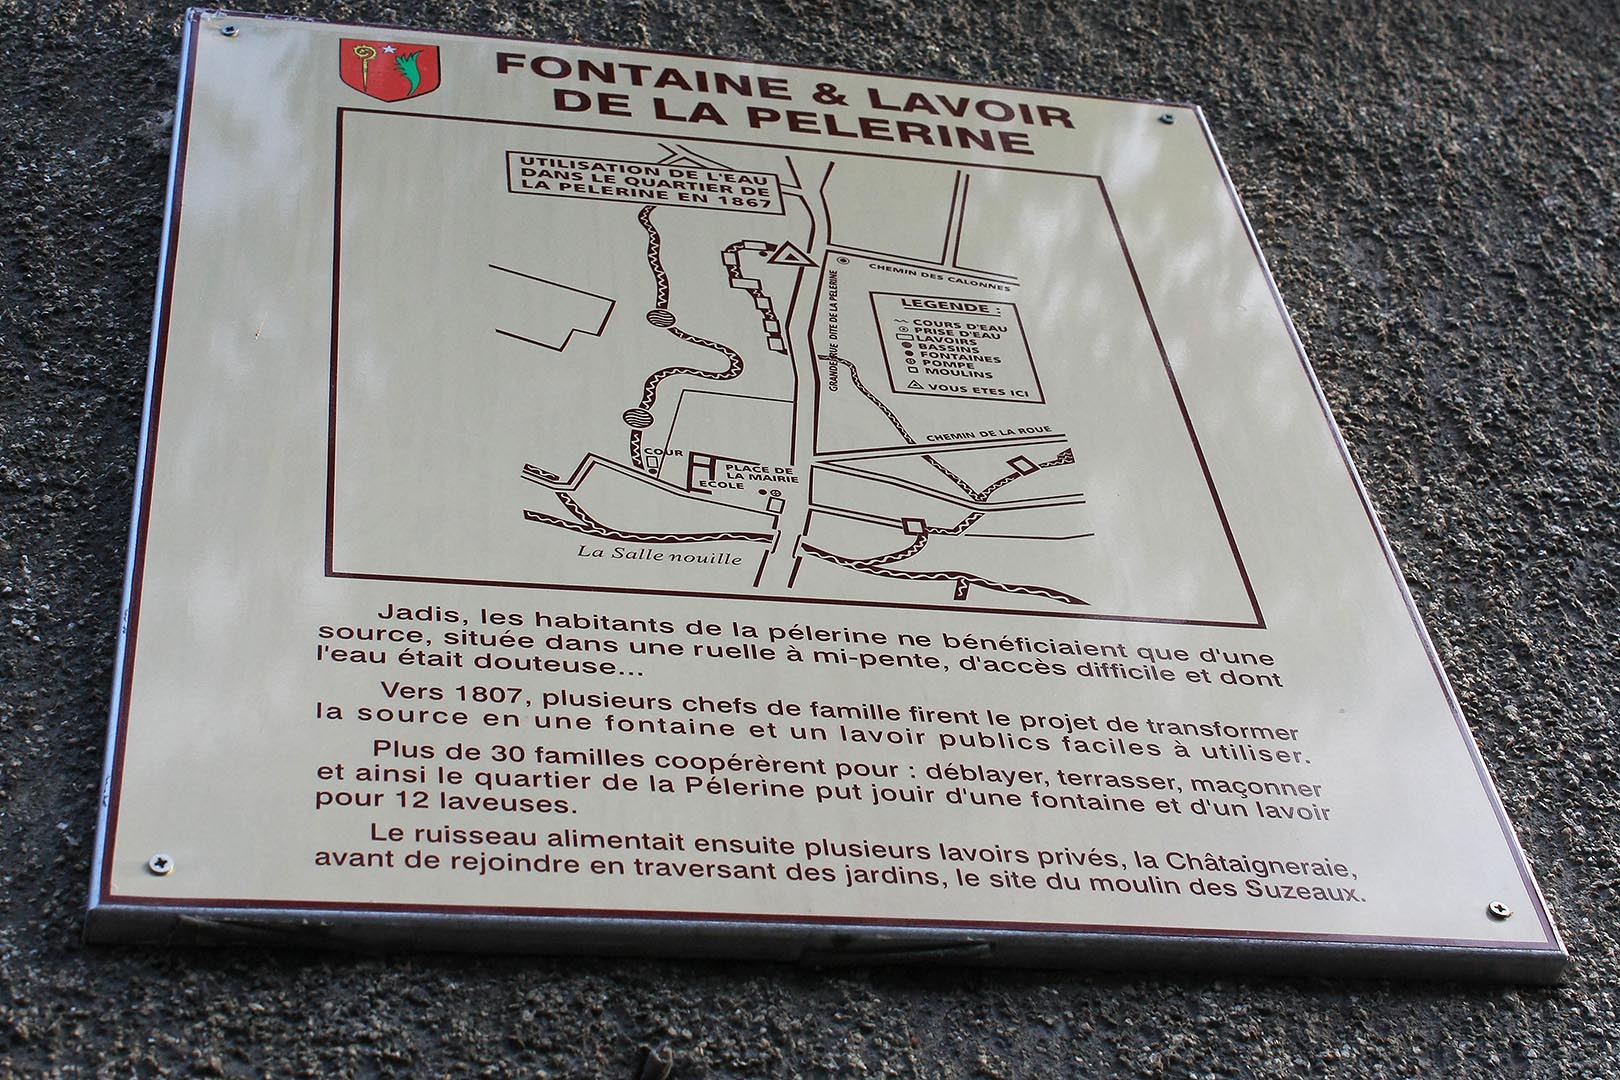 FONTAINE & LAVOIR
DE LA PELERINE
UTILISATION DE L'EAU
DANS LE QUARTIER DE
LA PELERINE EN 1867
CHEMIN DES CALONNES
GRANDE RUE DITE DE LA PELERINE
LEGENDE :
COURS D'EAU
PRISE D'EAU
LAVOIRS
BASSINS
FONTAINES
POMPE
MOULINS
VOUS ETES ICI
CHEMIN DE LA ROUE
COUR
PLACE DE
LA MAIRIE
ECOLE
La Salle nouille
Jadis, les habitants de la pélerine ne bénéficiaient que d'une
source, située dans une ruelle à mi-pente, d'accès difficile et dont
l'eau était douteuse...
Vers 1807, plusieurs chefs de famille firent le projet de transformer
la source en une fontaine et un lavoir publics faciles à utiliser.
Plus de 30 familles coopérèrent pour : déblayer, terrasser, maçonner
et ainsi le quartier de la Pélerine put jouir d'une fontaine et d'un lavoir
pour 12 laveuses.
Le ruisseau alimentait ensuite plusieurs lavoirs privés, la Châtaigneraie,
avant de rejoindre en traversant des jardins, le site du moulin des Suzeaux.